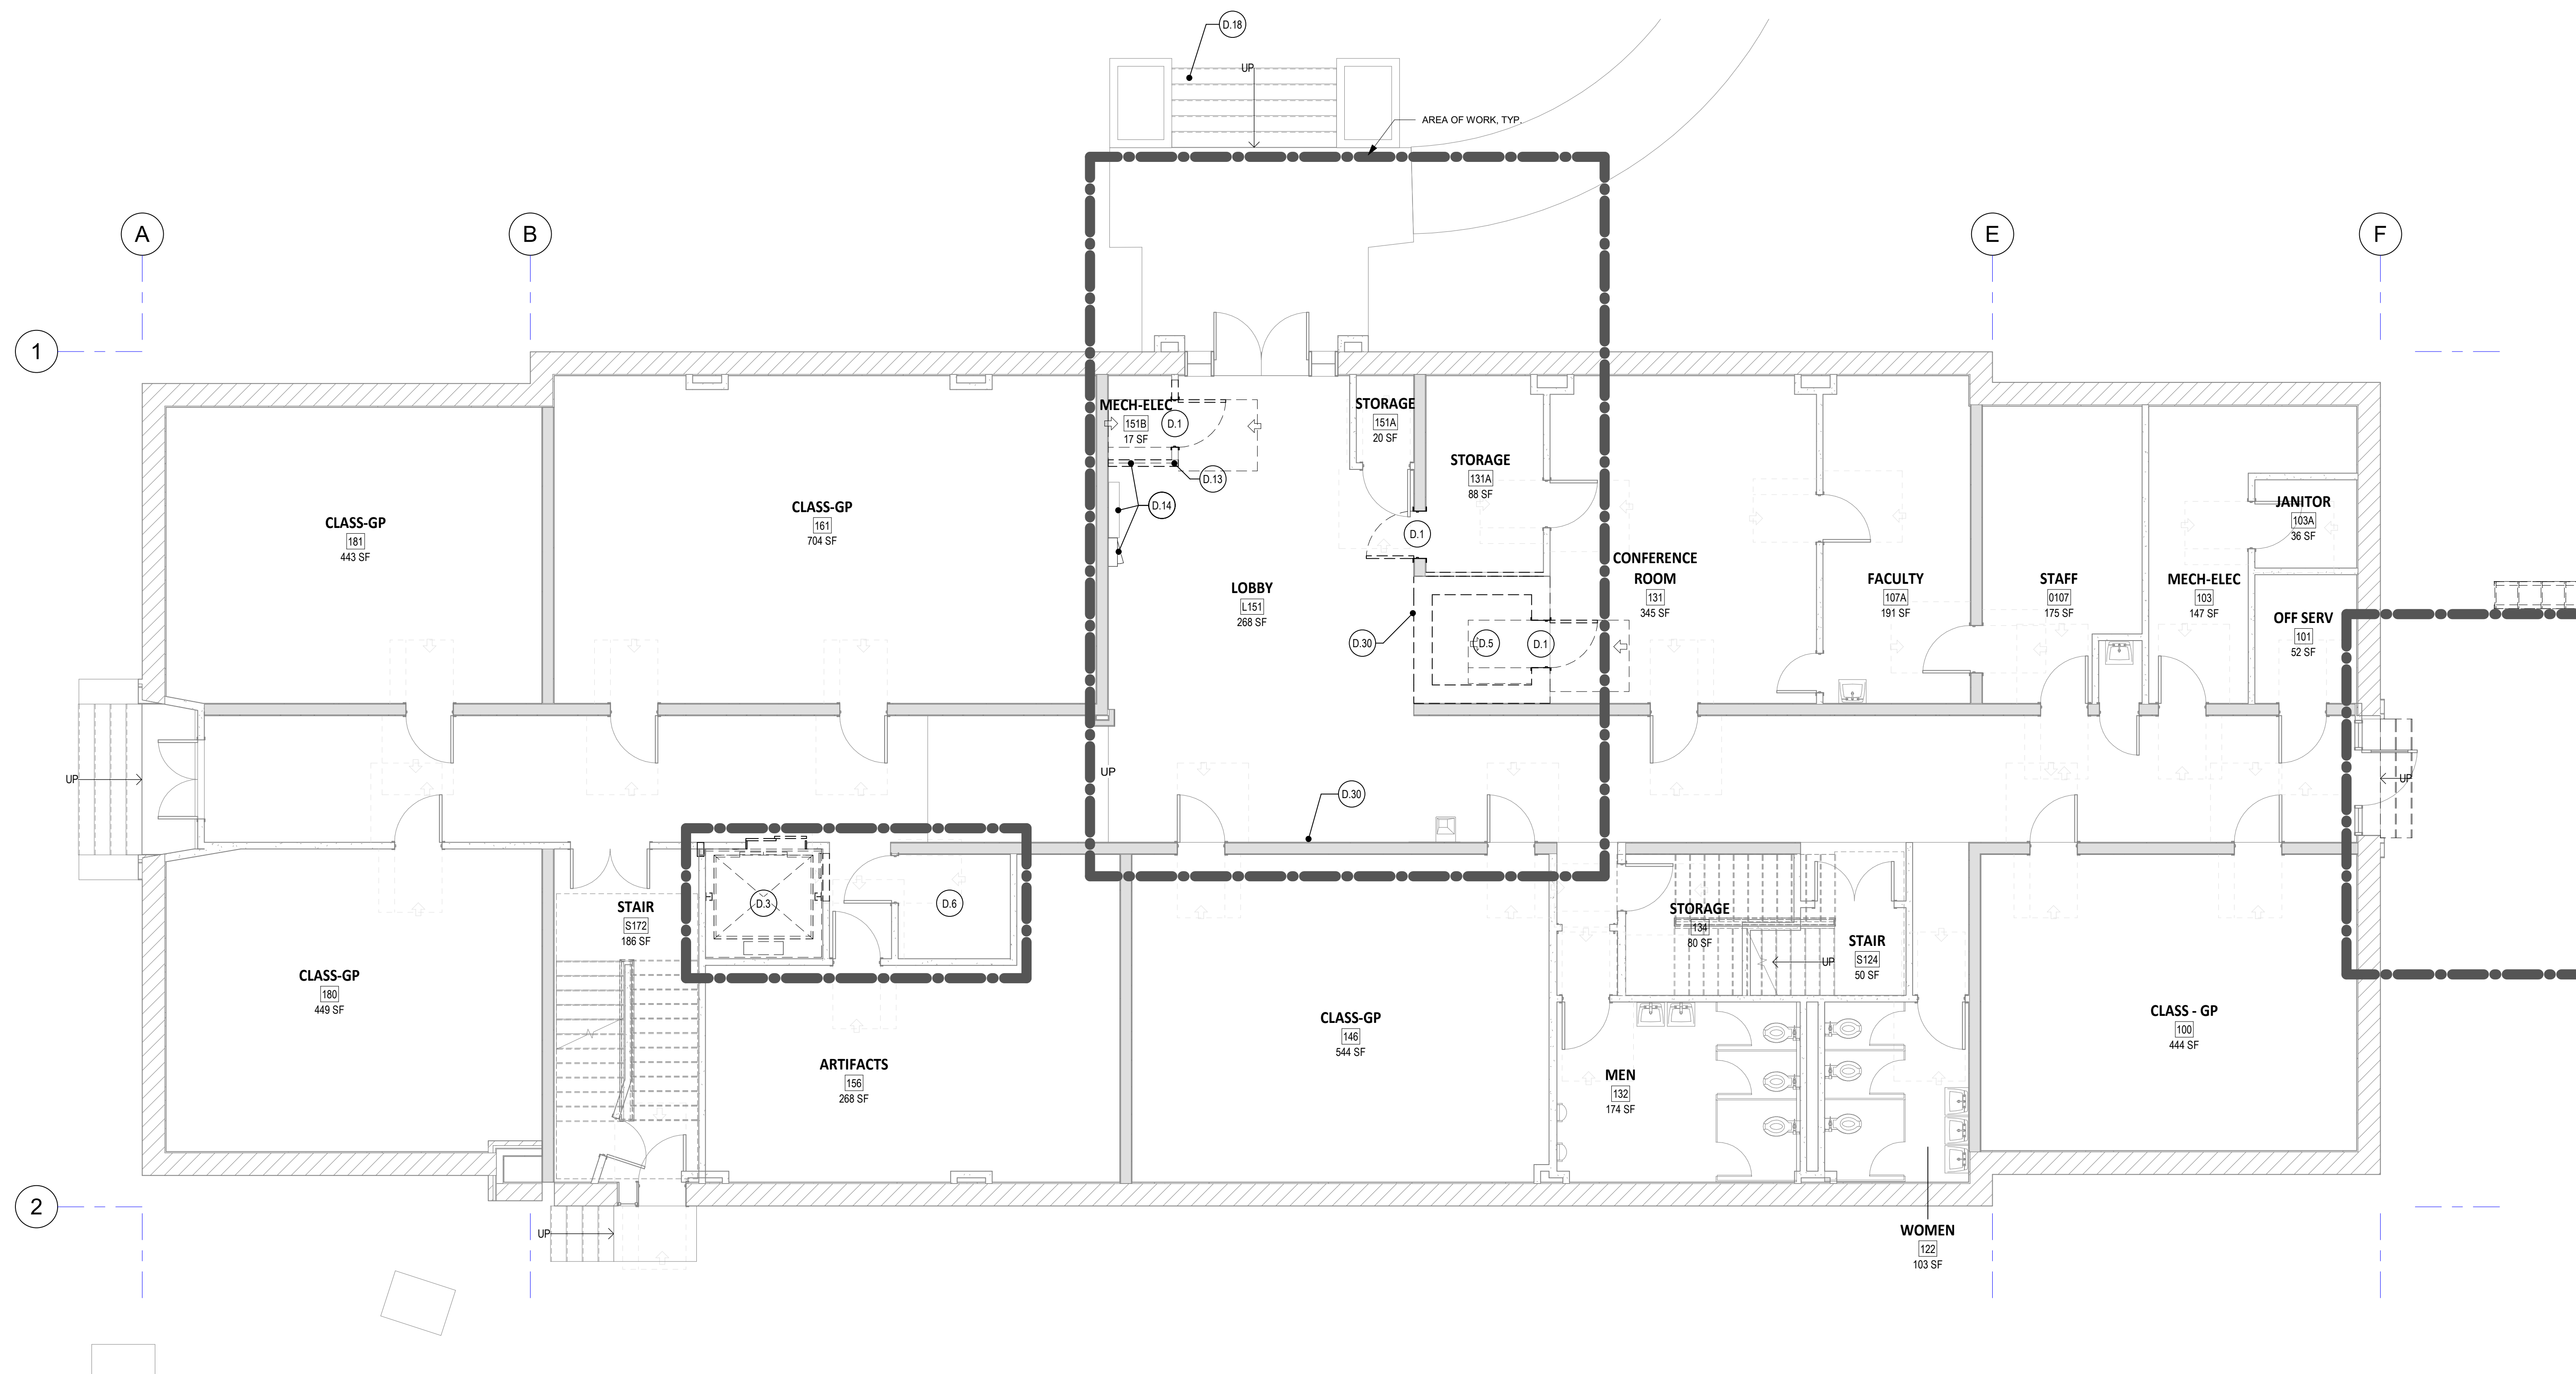 D.18
UP
AREA OF WORK, TYP.
A
B
E
F
1
MECH-ELEC
151B
17 SF
D.1
STORAGE
151A
20 SF
D.13
D.14
STORAGE
131A
88 SF
D.1
CLASS-GP
181
443 SF
CLASS-GP
161
704 SF
JANITOR
103A
36 SF
CONFERENCE
ROOM
131
345 SF
LOBBY
L151
268 SF
FACULTY
107A
191 SF
STAFF
0107
175 SF
MECH-ELEC
103
147 SF
OFF SERV
101
52 SF
D.30
D.5
D.1
UP
UP
UP
D.30
D.3
D.6
STAIR
S172
186 SF
STORAGE
134
80 SF
STAIR
S124
50 SF
UP
CLASS-GP
180
449 SF
CLASS-GP
146
544 SF
CLASS - GP
100
444 SF
ARTIFACTS
156
268 SF
MEN
132
174 SF
2
UP
WOMEN
122
103 SF